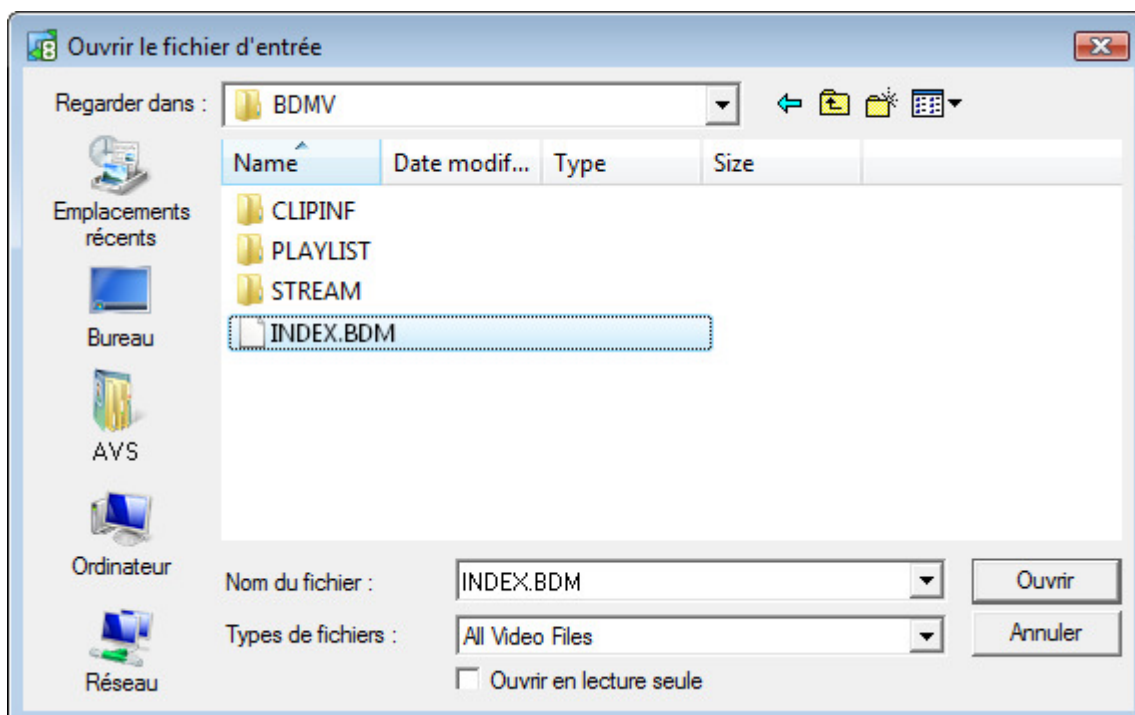 Ouvrir le fichier d'entrée
Regarder dans :
BDMV
Name
Date modif...
Type
Size
Emplacements
récents
Bureau
AVS
Ordinateur
Réseau
CLIPINF
PLAYLIST
STREAM
INDEX.BDM
Nom du fichier :
INDEX.BDM
Ouvrir
Types de fichiers :
All Video Files
Annuler
Ouvrir en lecture seule